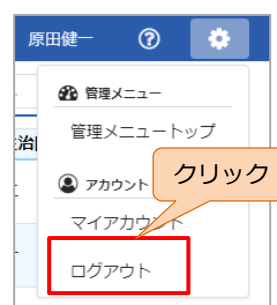 原田健一
管理メニュー
管理メニュートップ
治
アカウント
クリック
マイアカウント
ログアウト